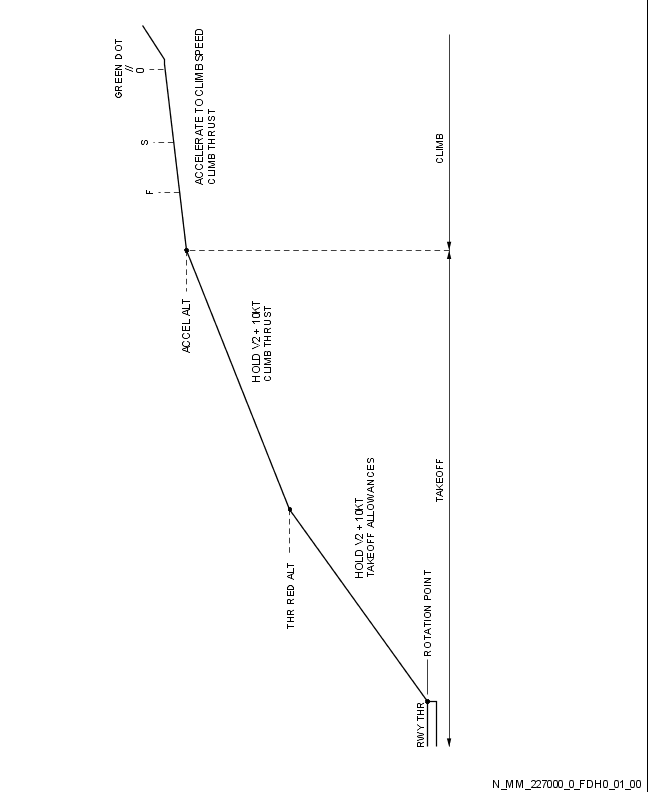 GREEN DOT
//
0
S
F
ACCELERATE TO CLIMB SPEED
CLIMB THRUST
CLIMB
ACCEL ALT
HOLD V2 + 10KT
CLIMB THRUST
THR RED ALT
HOLD V2 + 10KT
TAKEOFF ALLOWANCES
TAKEOFF
ROTATION POINT
RWY THR
N_MM_227000_0_FDH0_01_00